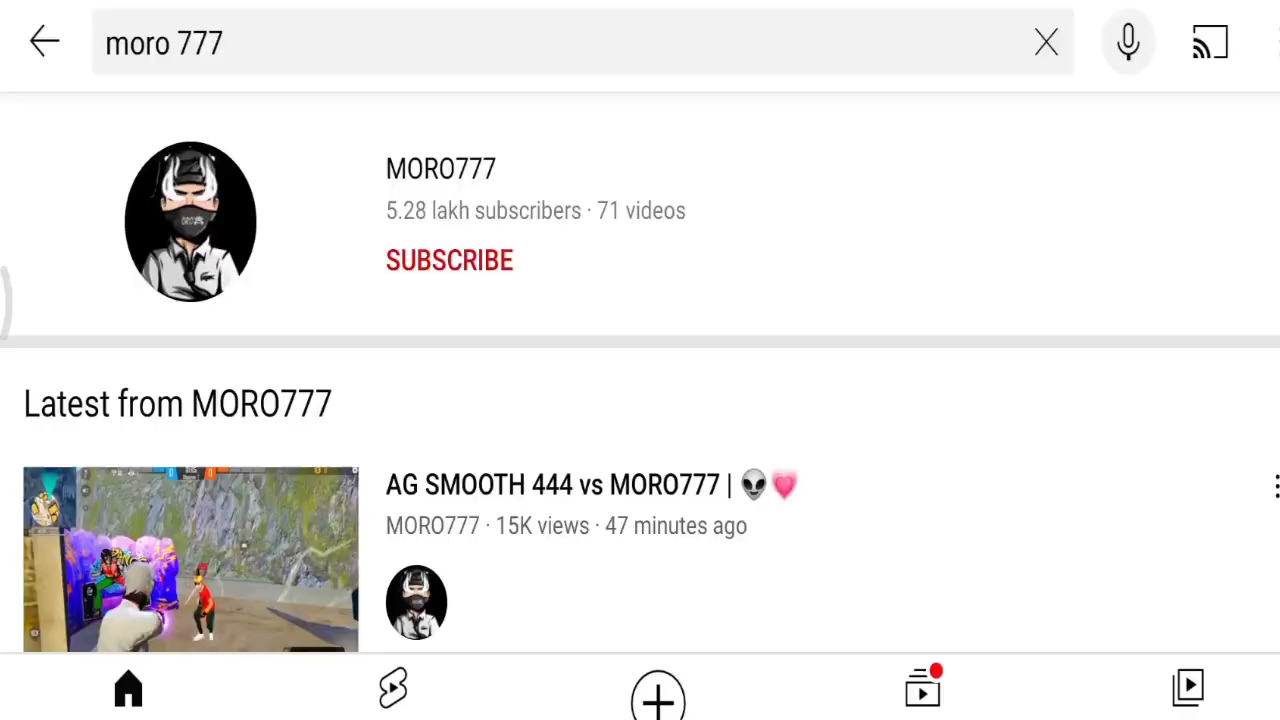 moro 777
MORO777
5.28 lakh subscribers · 71 videos
SUBSCRIBE
Latest from MORO777
AG SMOOTH 444 vs MORO777 | 👽💗
MORO777 · 15K views · 47 minutes ago